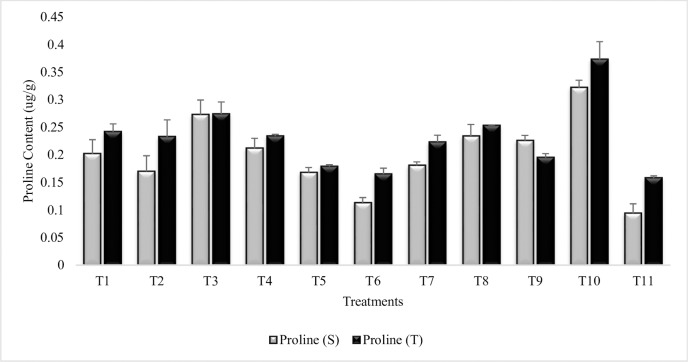 0.45
0.4
0.35
0.3
0.25
0.2
0.15
0.1
0.05
0
Proline Content (ug/g)
T1 T2 T3 T4 T5 T6 T7 T8 T9 T10 T11
Treatments
Proline (S) Proline (T)